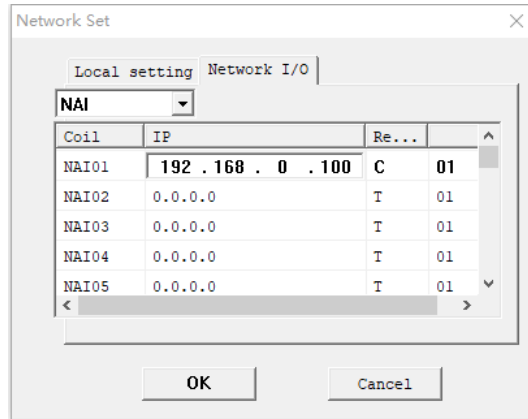 Network Set
Local setting Network I/O
NAI
Coil IP Re...
NAI01 192 . 168 . 0 . 100 C 01
NAI02 0.0.0.0 T 01
NAI03 0.0.0.0 T 01
NAI04 0.0.0.0 T 01
NAI05 0.0.0.0 T 01
OK Cancel